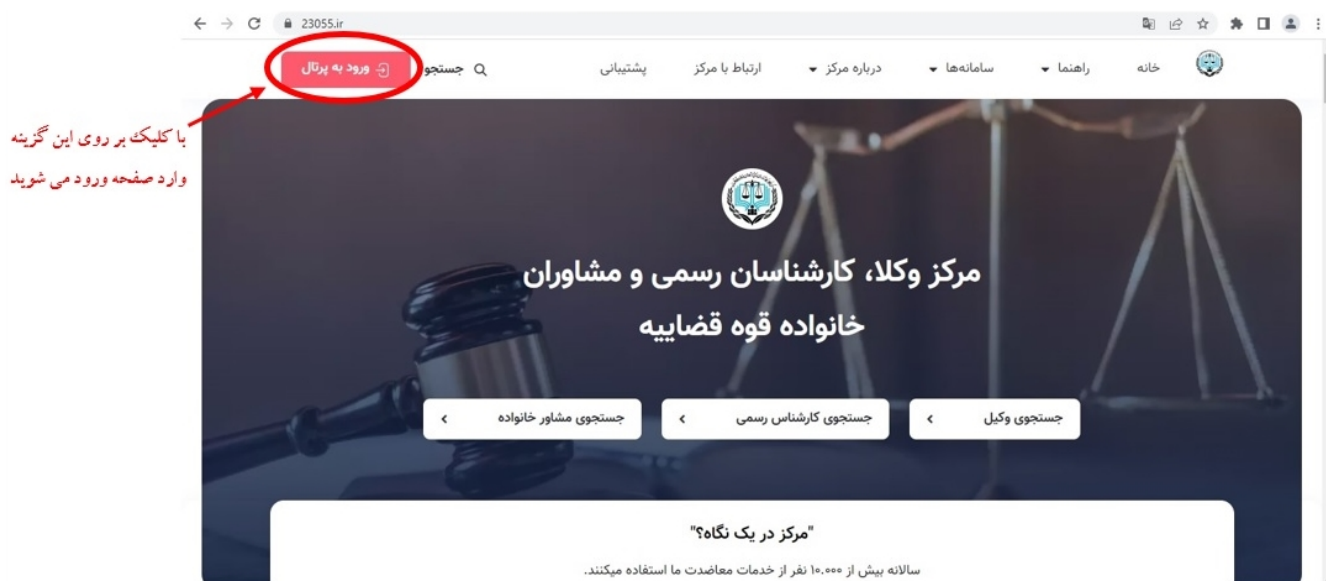 23055.ir
خانه
راهنما
سامانه‌ها
درباره مرکز
ارتباط با مرکز
پشتیبانی
جستجو
ورود به پرتال
با کلیک بر روی این گزینه
وارد صفحه ورود می شوید
مرکز وکلا، کارشناسان رسمی و مشاوران
خانواده قوه قضاییه
جستجوی وکیل
جستجوی کارشناس رسمی
جستجوی مشاور خانواده
"مرکز در یک نگاه؟"
سالانه بیش از ۱۰.۰۰۰ نفر از خدمات معاضدت ما استفاده میکنند.